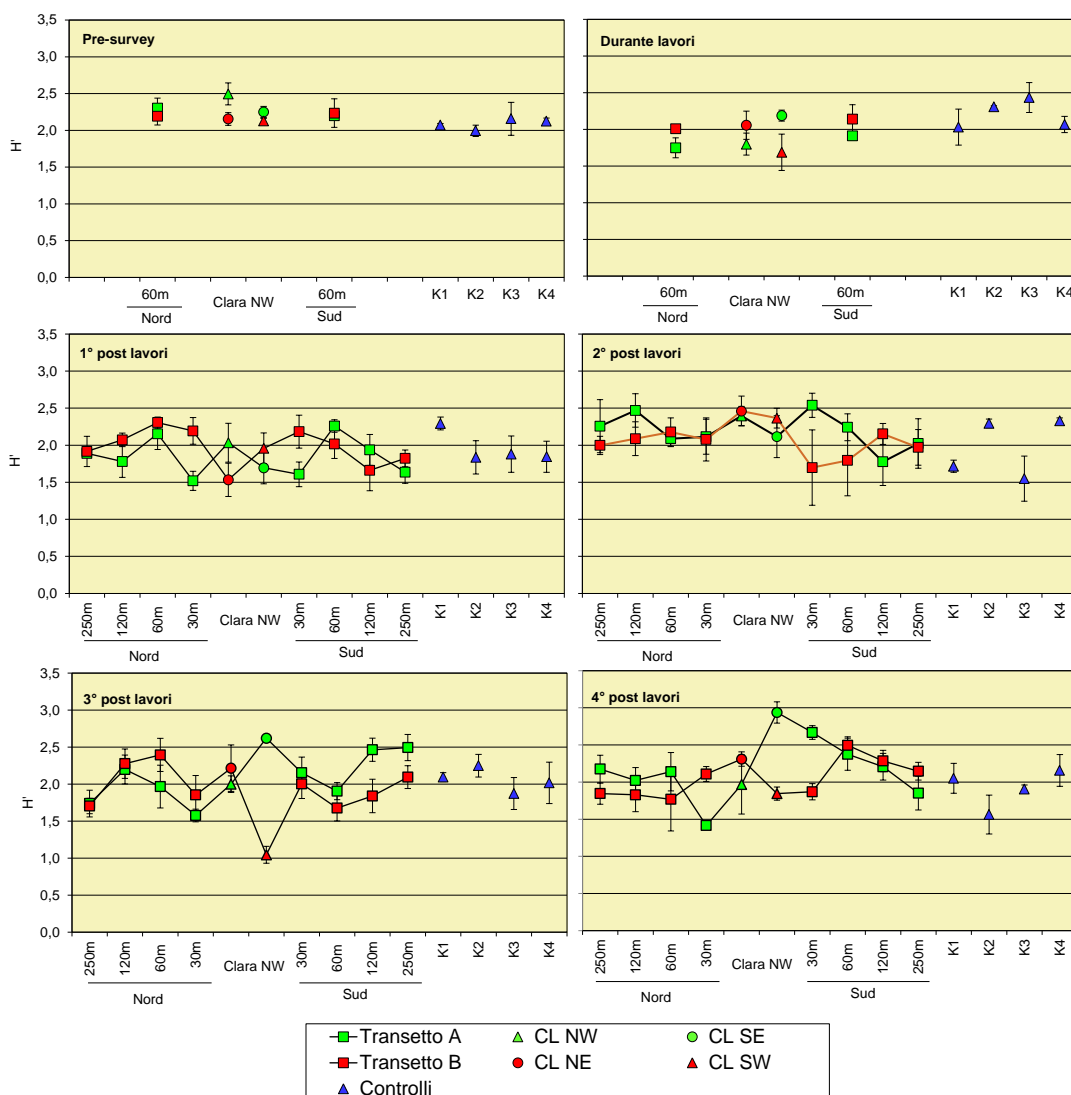 3,5
3,0
2,5
2,0
1,5
1,0
0,5
0,0
H'
Pre-survey
60m
Nord
Clara NW
60m
Sud
K1 K2 K3 K4
Durante lavori
60m
Nord
Clara NW
60m
Sud
K1 K2 K3 K4
3,5
3,0
2,5
2,0
1,5
1,0
0,5
0,0
H'
1° post lavori
250m 120m 60m 30m
Nord
Clara NW
30m 60m 120m 250m
Sud
K1 K2 K3 K4
2° post lavori
250m 120m 60m 30m
Nord
Clara NW
30m 60m 120m 250m
Sud
K1 K2 K3 K4
3,5
3,0
2,5
2,0
1,5
1,0
0,5
0,0
H'
3° post lavori
250m 120m 60m 30m
Nord
Clara NW
30m 60m 120m 250m
Sud
K1 K2 K3 K4
4° post lavori
250m 120m 60m 30m
Nord
Clara NW
30m 60m 120m 250m
Sud
K1 K2 K3 K4
Transetto A CL NW CL SE
Transetto B CL NE CL SW
Controlli